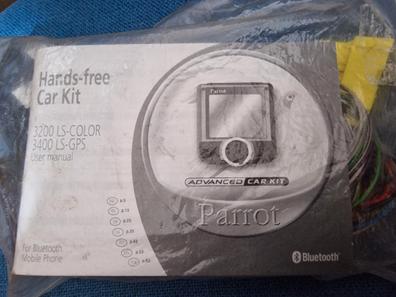 Hands-free
Car Kit
3200 LS-COLOR
3400 LS-GPS
User manual
Parrot
ADVANCED CAR KIT
Parrot
For Bluetooth
Mobile Phone
Bluetooth®